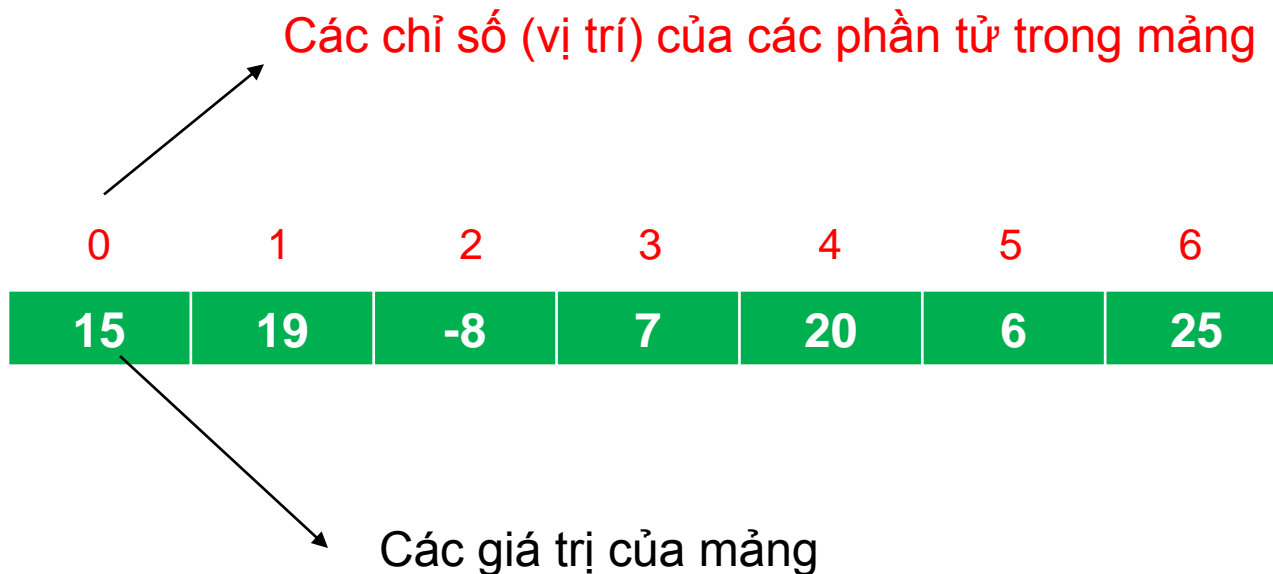 Các chỉ số (vị trí) của các phần tử trong mảng
0 1 2 3 4 5 6
15 19 -8 7 20 6 25
Các giá trị của mảng